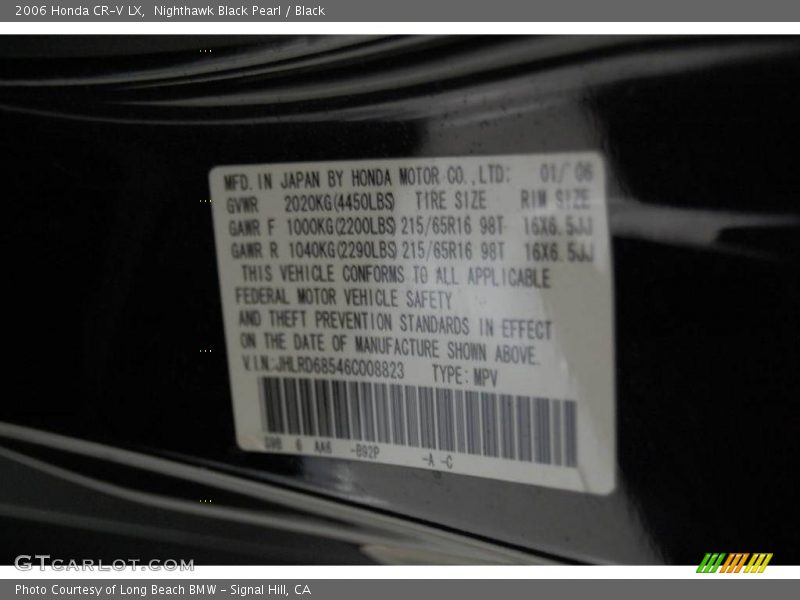 2006 Honda CR-V LX, Nighthawk Black Pearl / Black
MFD. IN JAPAN BY HONDA MOTOR CO., LTD: 01/ 06
GVWR 2020KG(4450LBS) TIRE SIZE RIM SIZE
GAWR F 1000KG(2200LBS) 215/65R16 98T 16X6.5JJ
GAWR R 1040KG(2290LBS) 215/65R16 98T 16X6.5JJ
THIS VEHICLE CONFORMS TO ALL APPLICABLE
FEDERAL MOTOR VEHICLE SAFETY
AND THEFT PREVENTION STANDARDS IN EFFECT
ON THE DATE OF MANUFACTURE SHOWN ABOVE.
V.I.N:JHLRD68546C008823 TYPE: MPV
6 AA6 -B92P -A -C
GTCARLOT.COM
Photo Courtesy of Long Beach BMW - Signal Hill, CA